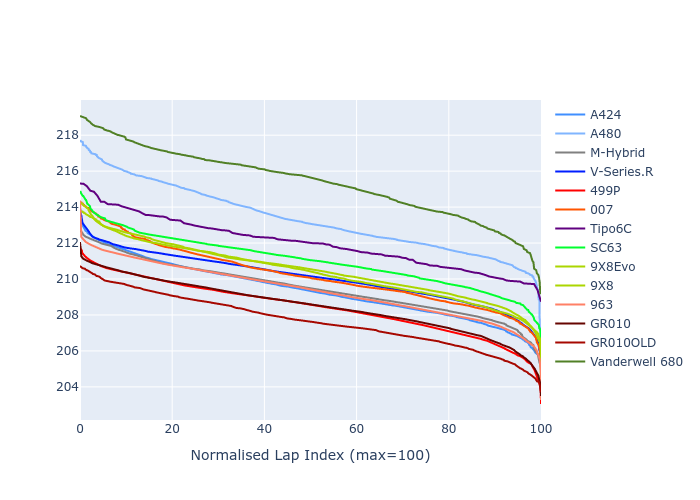 218
216
214
212
210
208
206
204
0
20
40
60
80
100
Normalised Lap Index (max=100)
A424
A480
M-Hybrid
V-Series.R
499P
007
Tipo6C
SC63
9X8Evo
9X8
963
GR010
GR010OLD
Vanderwell 680